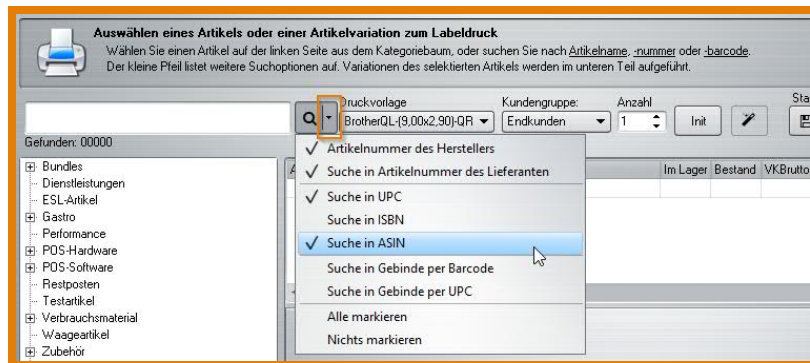 Auswählen eines Artikels oder einer Artikelvariation zum Labeldruck
Wählen Sie einen Artikel auf der linken Seite aus dem Kategoriebaum, oder suchen Sie nach Artikelname, -nummer oder -barcode.
Der kleine Pfeil listet weitere Suchoptionen auf. Variationen des selektierten Artikels werden im unteren Teil aufgeführt.
Druckvorlage Kundengruppe: Anzahl
BrotherQL-(9,00x2,90)-QR Endkunden 1 Init
Gefunden: 00000
Bundles
Dienstleistungen
ESL-Artikel
Gastro
Performance
POS-Hardware
POS-Software
Restposten
Testartikel
Verbrauchsmaterial
Waageartikel
Zubehör
Artikelnummer des Herstellers
Suche in Artikelnummer des Lieferanten
Suche in UPC
Suche in ISBN
Suche in ASIN
Suche in Gebinde per Barcode
Suche in Gebinde per UPC
Alle markieren
Nichts markieren
Im Lager Bestand VKBrutto